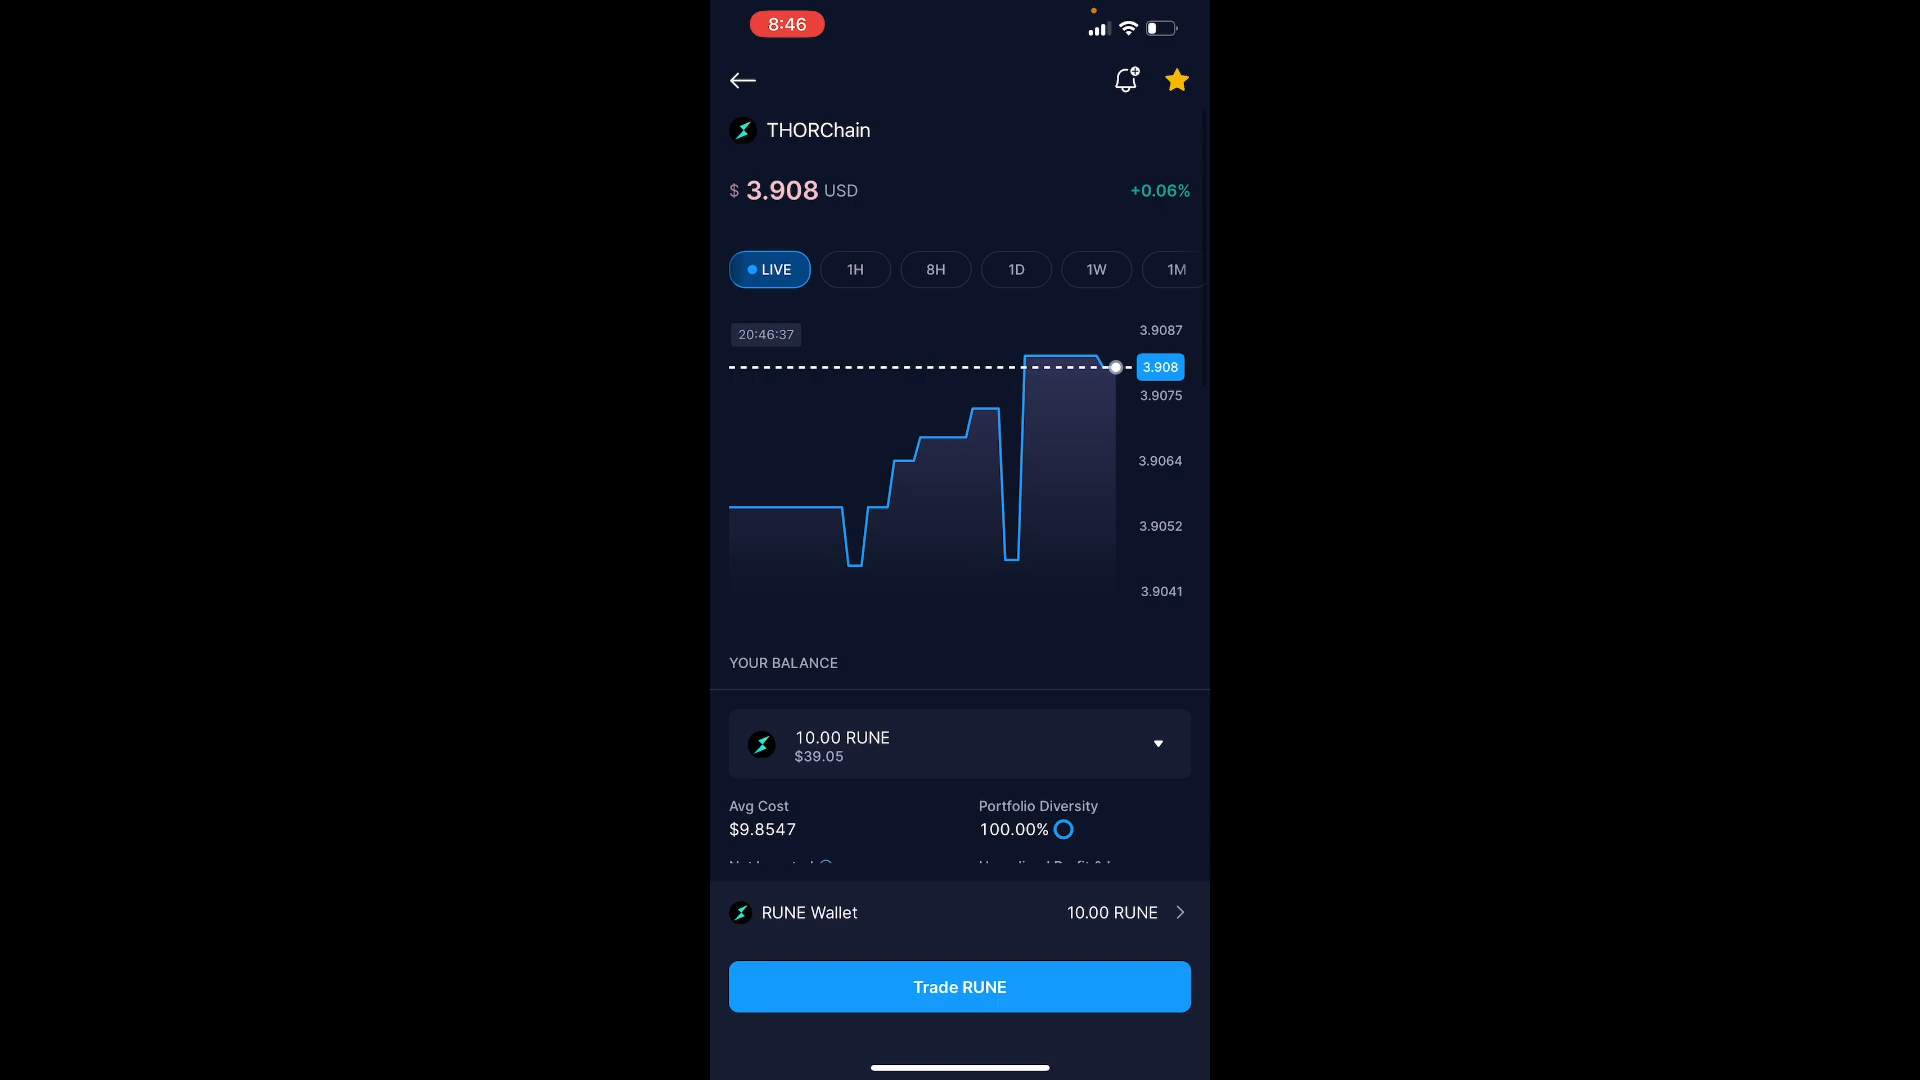 8:46
THORChain
$ 3.908 USD
+0.06%
LIVE
1H
8H
1D
1W
1M
20:46:37
3.9087
3.908
3.9075
3.9064
3.9052
3.9041
YOUR BALANCE
10.00 RUNE
$39.05
Avg Cost
Portfolio Diversity
$9.8547
100.00%
RUNE Wallet
10.00 RUNE
Trade RUNE